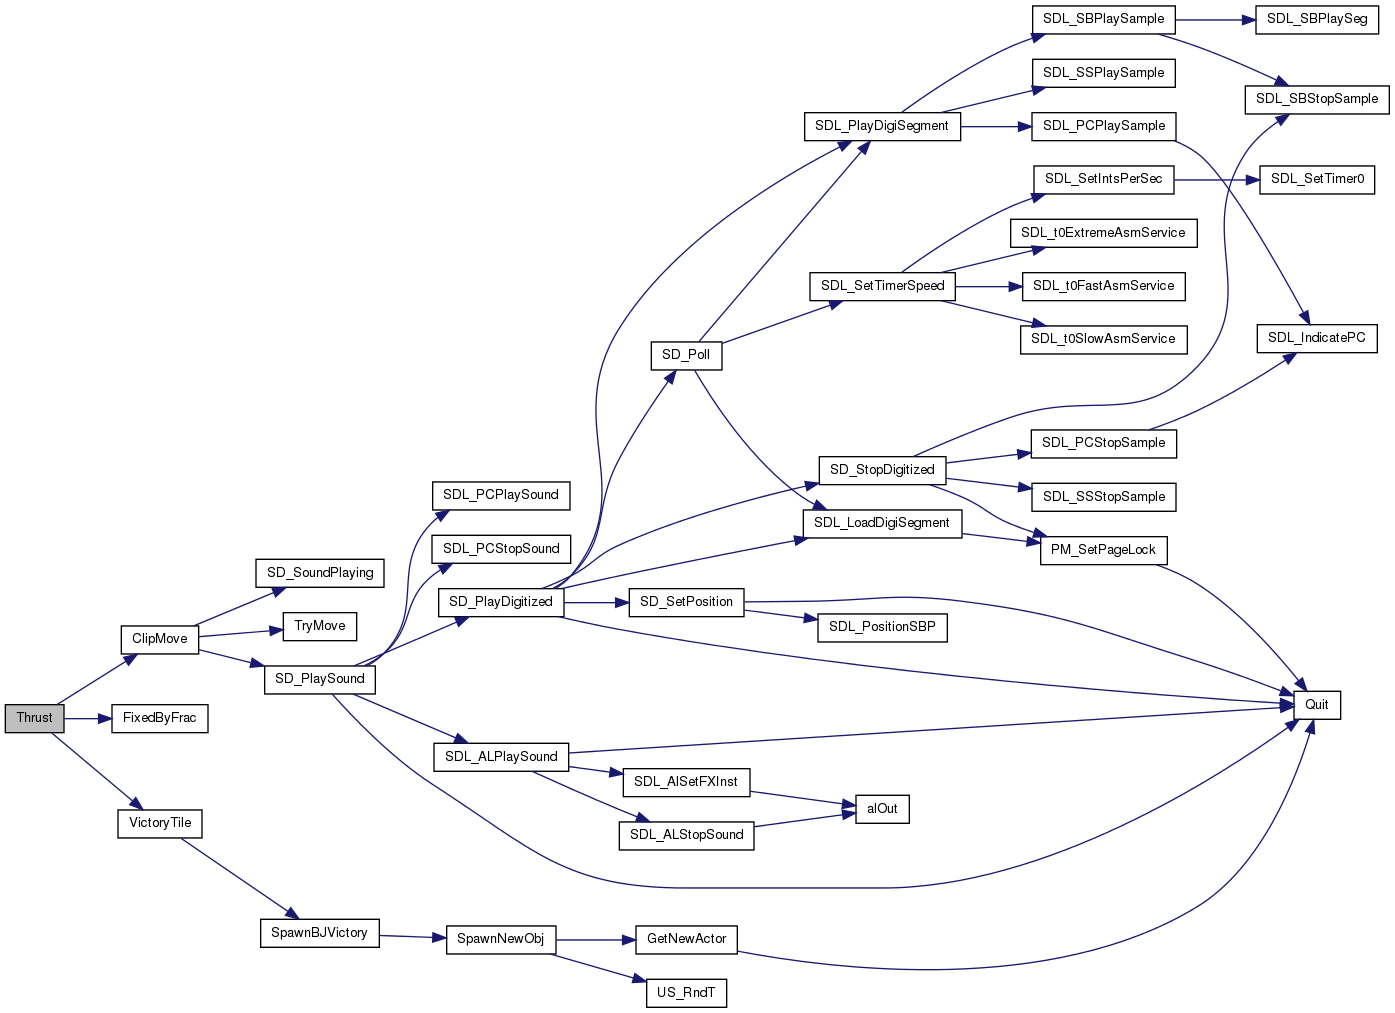 SDL_SBPlaySample
SDL_SBPlaySeg
SDL_SSPlaySample
SDL_SBStopSample
SDL_PlayDigiSegment
SDL_PCPlaySample
SDL_SetIntsPerSec
SDL_SetTimer0
SDL_t0ExtremeAsmService
SDL_SetTimerSpeed
SDL_t0FastAsmService
SDL_t0SlowAsmService
SDL_IndicatePC
SD_Poll
SDL_PCStopSample
SD_StopDigitized
SDL_SSStopSample
SDL_PCPlaySound
SDL_LoadDigiSegment
SDL_PCStopSound
PM_SetPageLock
SD_SoundPlaying
SD_PlayDigitized
SD_SetPosition
TryMove
SDL_PositionSBP
ClipMove
SD_PlaySound
Quit
Thrust
FixedByFrac
SDL_ALPlaySound
SDL_AlSetFXInst
alOut
VictoryTile
SDL_ALStopSound
SpawnBJVictory
SpawnNewObj
GetNewActor
US_RndT